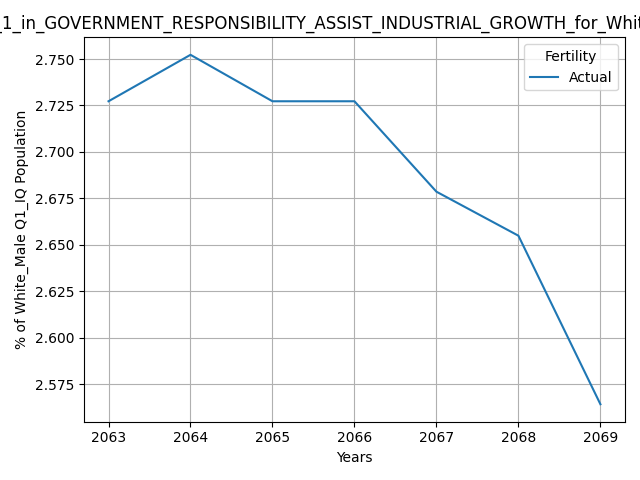 _1_in_GOVERNMENT_RESPONSIBILITY_ASSIST_INDUSTRIAL_GROWTH_for_Whit
Fertility
Actual
2.750
2.725
2.700
2.675
2.650
2.625
2.600
2.575
% of White_Male Q1_IQ Population
2063 2064 2065 2066 2067 2068 2069
Years